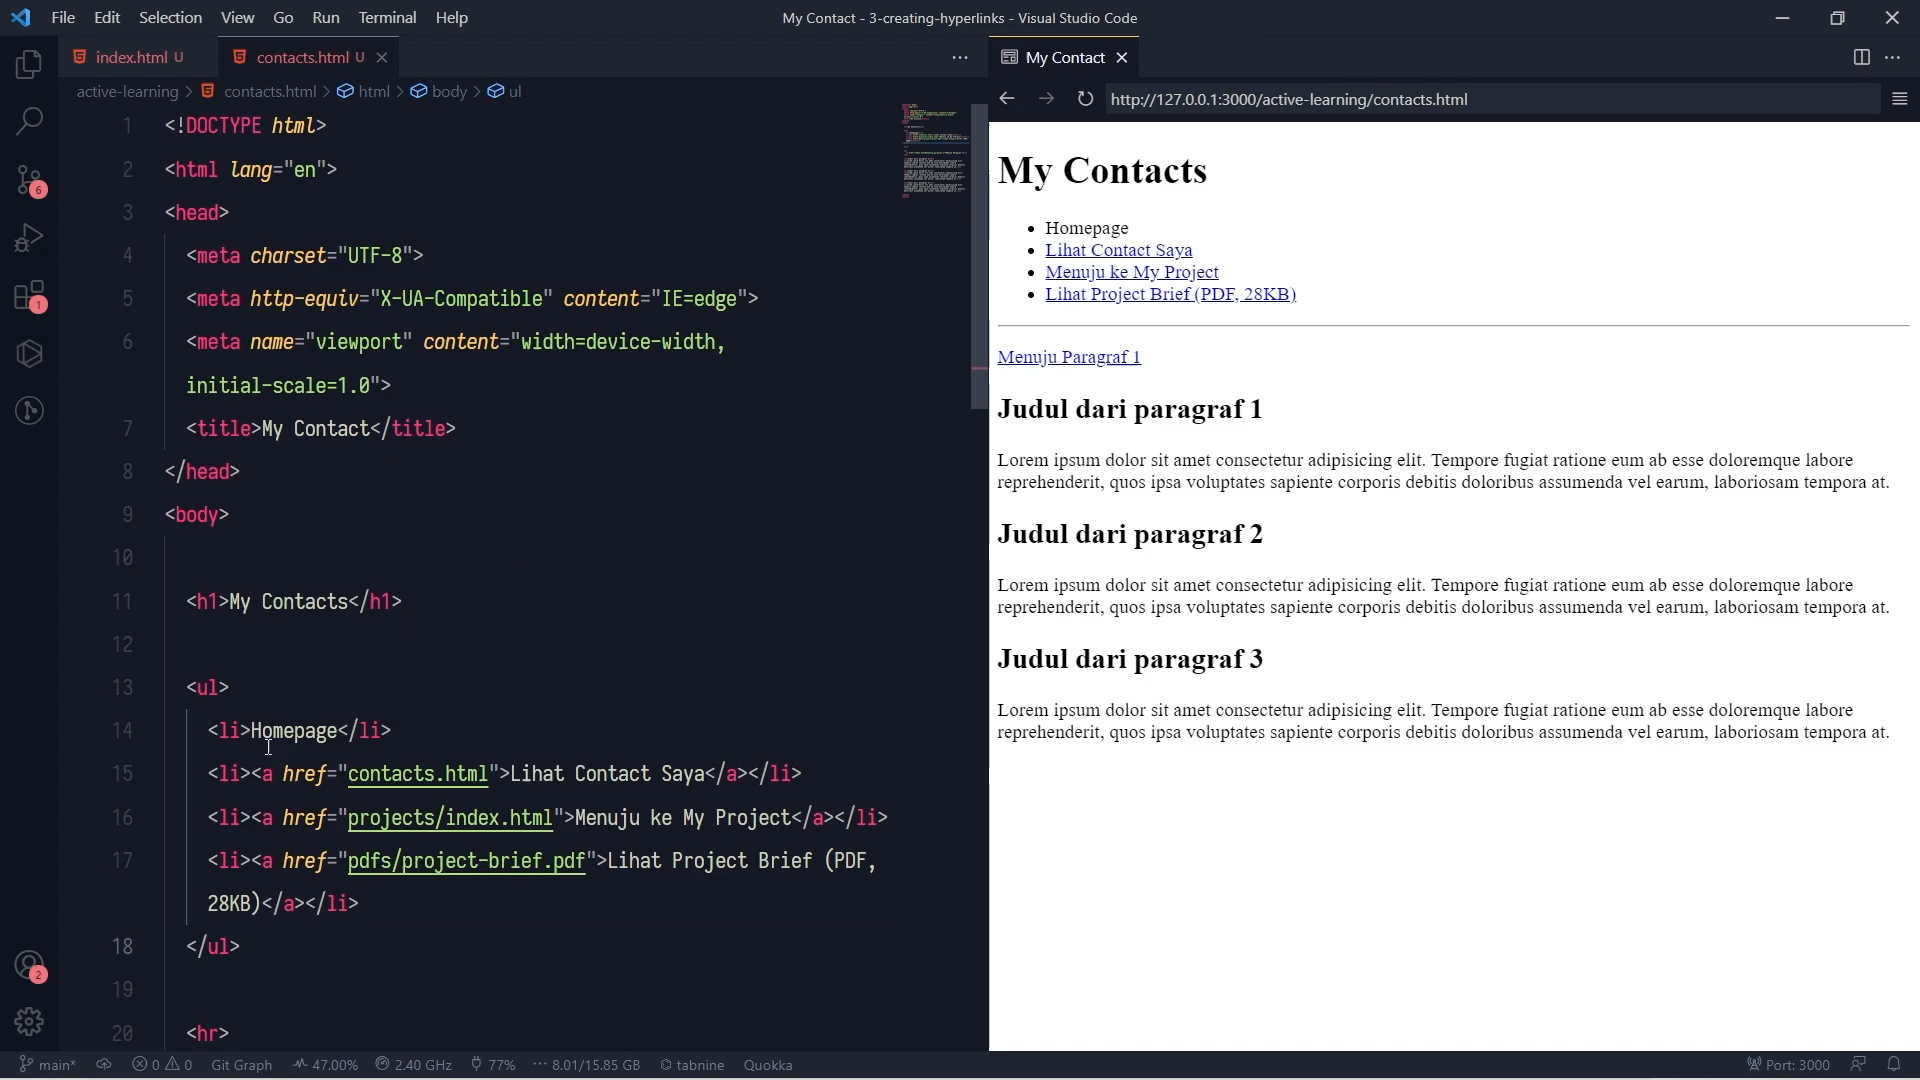 File Edit Selection View Go Run Terminal Help
My Contact - 3-creating-hyperlinks - Visual Studio Code
index.html U
contacts.html U
active-learning > contacts.html > html > body > ul
1 <!DOCTYPE html>
2 <html lang="en">
3 <head>
4 <meta charset="UTF-8">
5 <meta http-equiv="X-UA-Compatible" content="IE=edge">
6 <meta name="viewport" content="width=device-width,
initial-scale=1.0">
7 <title>My Contact</title>
8 </head>
9 <body>
10
11 <h1>My Contacts</h1>
12
13 <ul>
14 <li>Homepage</li>
15 <li><a href="contacts.html">Lihat Contact Saya</a></li>
16 <li><a href="projects/index.html">Menuju ke My Project</a></li>
17 <li><a href="pdfs/project-brief.pdf">Lihat Project Brief (PDF,
28KB)</a></li>
18 </ul>
19
20 <hr>
6
1
2
My Contact
http://127.0.0.1:3000/active-learning/contacts.html
My Contacts
• Homepage
• Lihat Contact Saya
• Menuju ke My Project
• Lihat Project Brief (PDF, 28KB)
Menuju Paragraf 1
Judul dari paragraf 1
Lorem ipsum dolor sit amet consectetur adipisicing elit. Tempore fugiat ratione eum ab esse doloremque labore
reprehenderit, quos ipsa voluptates sapiente corporis debitis doloribus assumenda vel earum, laboriosam tempora at.
Judul dari paragraf 2
Lorem ipsum dolor sit amet consectetur adipisicing elit. Tempore fugiat ratione eum ab esse doloremque labore
reprehenderit, quos ipsa voluptates sapiente corporis debitis doloribus assumenda vel earum, laboriosam tempora at.
Judul dari paragraf 3
Lorem ipsum dolor sit amet consectetur adipisicing elit. Tempore fugiat ratione eum ab esse doloremque labore
reprehenderit, quos ipsa voluptates sapiente corporis debitis doloribus assumenda vel earum, laboriosam tempora at.
main* 0 0 Git Graph 47.00% 2.40 GHz 77% 8.01/15.85 GB tabnine Quokka Port: 3000